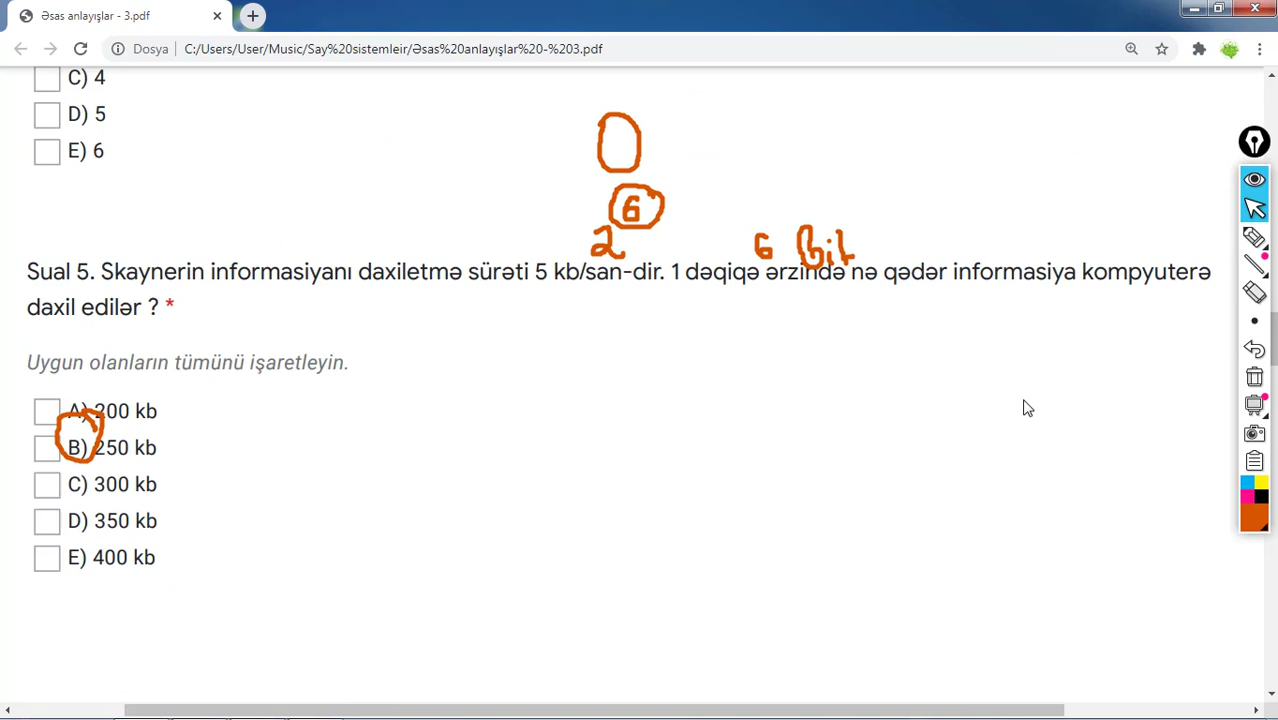 Əsas anlayışlar - 3.pdf
Dosya C:/Users/User/Music/Say%20sistemleir/Əsas%20anlayışlar%20-%203.pdf
C) 4
D) 5
E) 6
6
2 6 Bit
Sual 5. Skaynerin informasiyanı daxiletmə sürəti 5 kb/san-dir. 1 dəqiqə ərzində nə qədər informasiya kompyuterə
daxil edilər ? *
Uygun olanların tümünü işaretleyin.
A) 200 kb
B) 250 kb
C) 300 kb
D) 350 kb
E) 400 kb